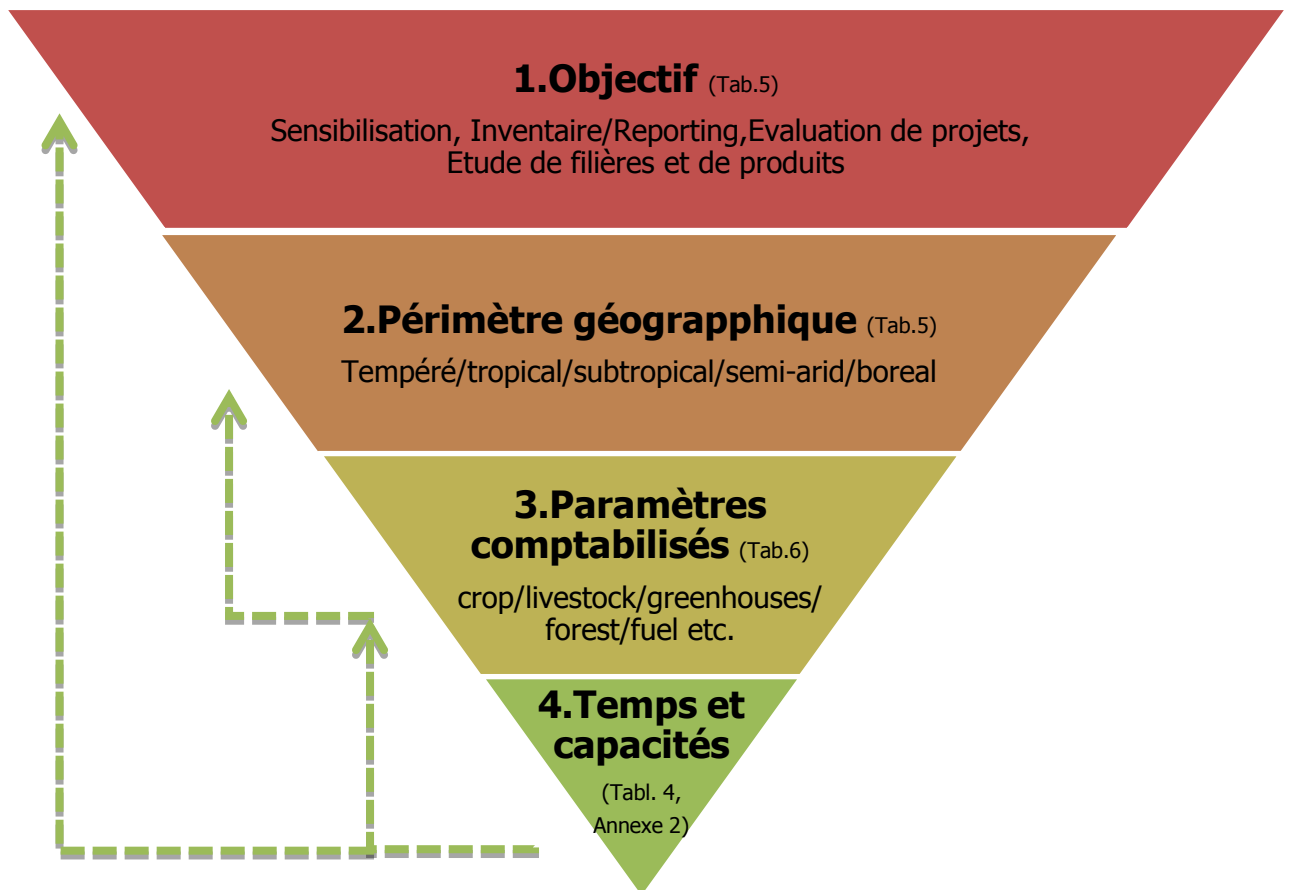 1.Objectif (Tab.5)
Sensibilisation, Inventaire/Reporting,Evaluation de projets,
Etude de filières et de produits
2.Périmètre géograpphique (Tab.5)
Tempéré/tropical/subtropical/semi-arid/boreal
3.Paramètres
comptabilisés (Tab.6)
crop/livestock/greenhouses/
forest/fuel etc.
4.Temps et
capacités
(Tabl. 4,
Annexe 2)